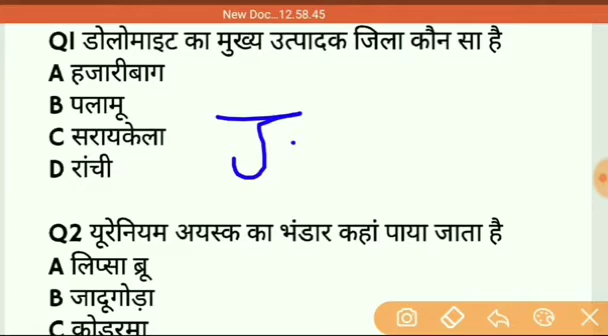 New Doc...12.58.45
Q1 डोलोमाइट का मुख्य उत्पादक जिला कौन सा है
A हजारीबाग
B पलामू
C सरायकेला
D रांची
J.
Q2 यूरेनियम अयस्क का भंडार कहां पाया जाता है
A लिप्सा ब्रू
B जादूगोड़ा
C कोडरमा